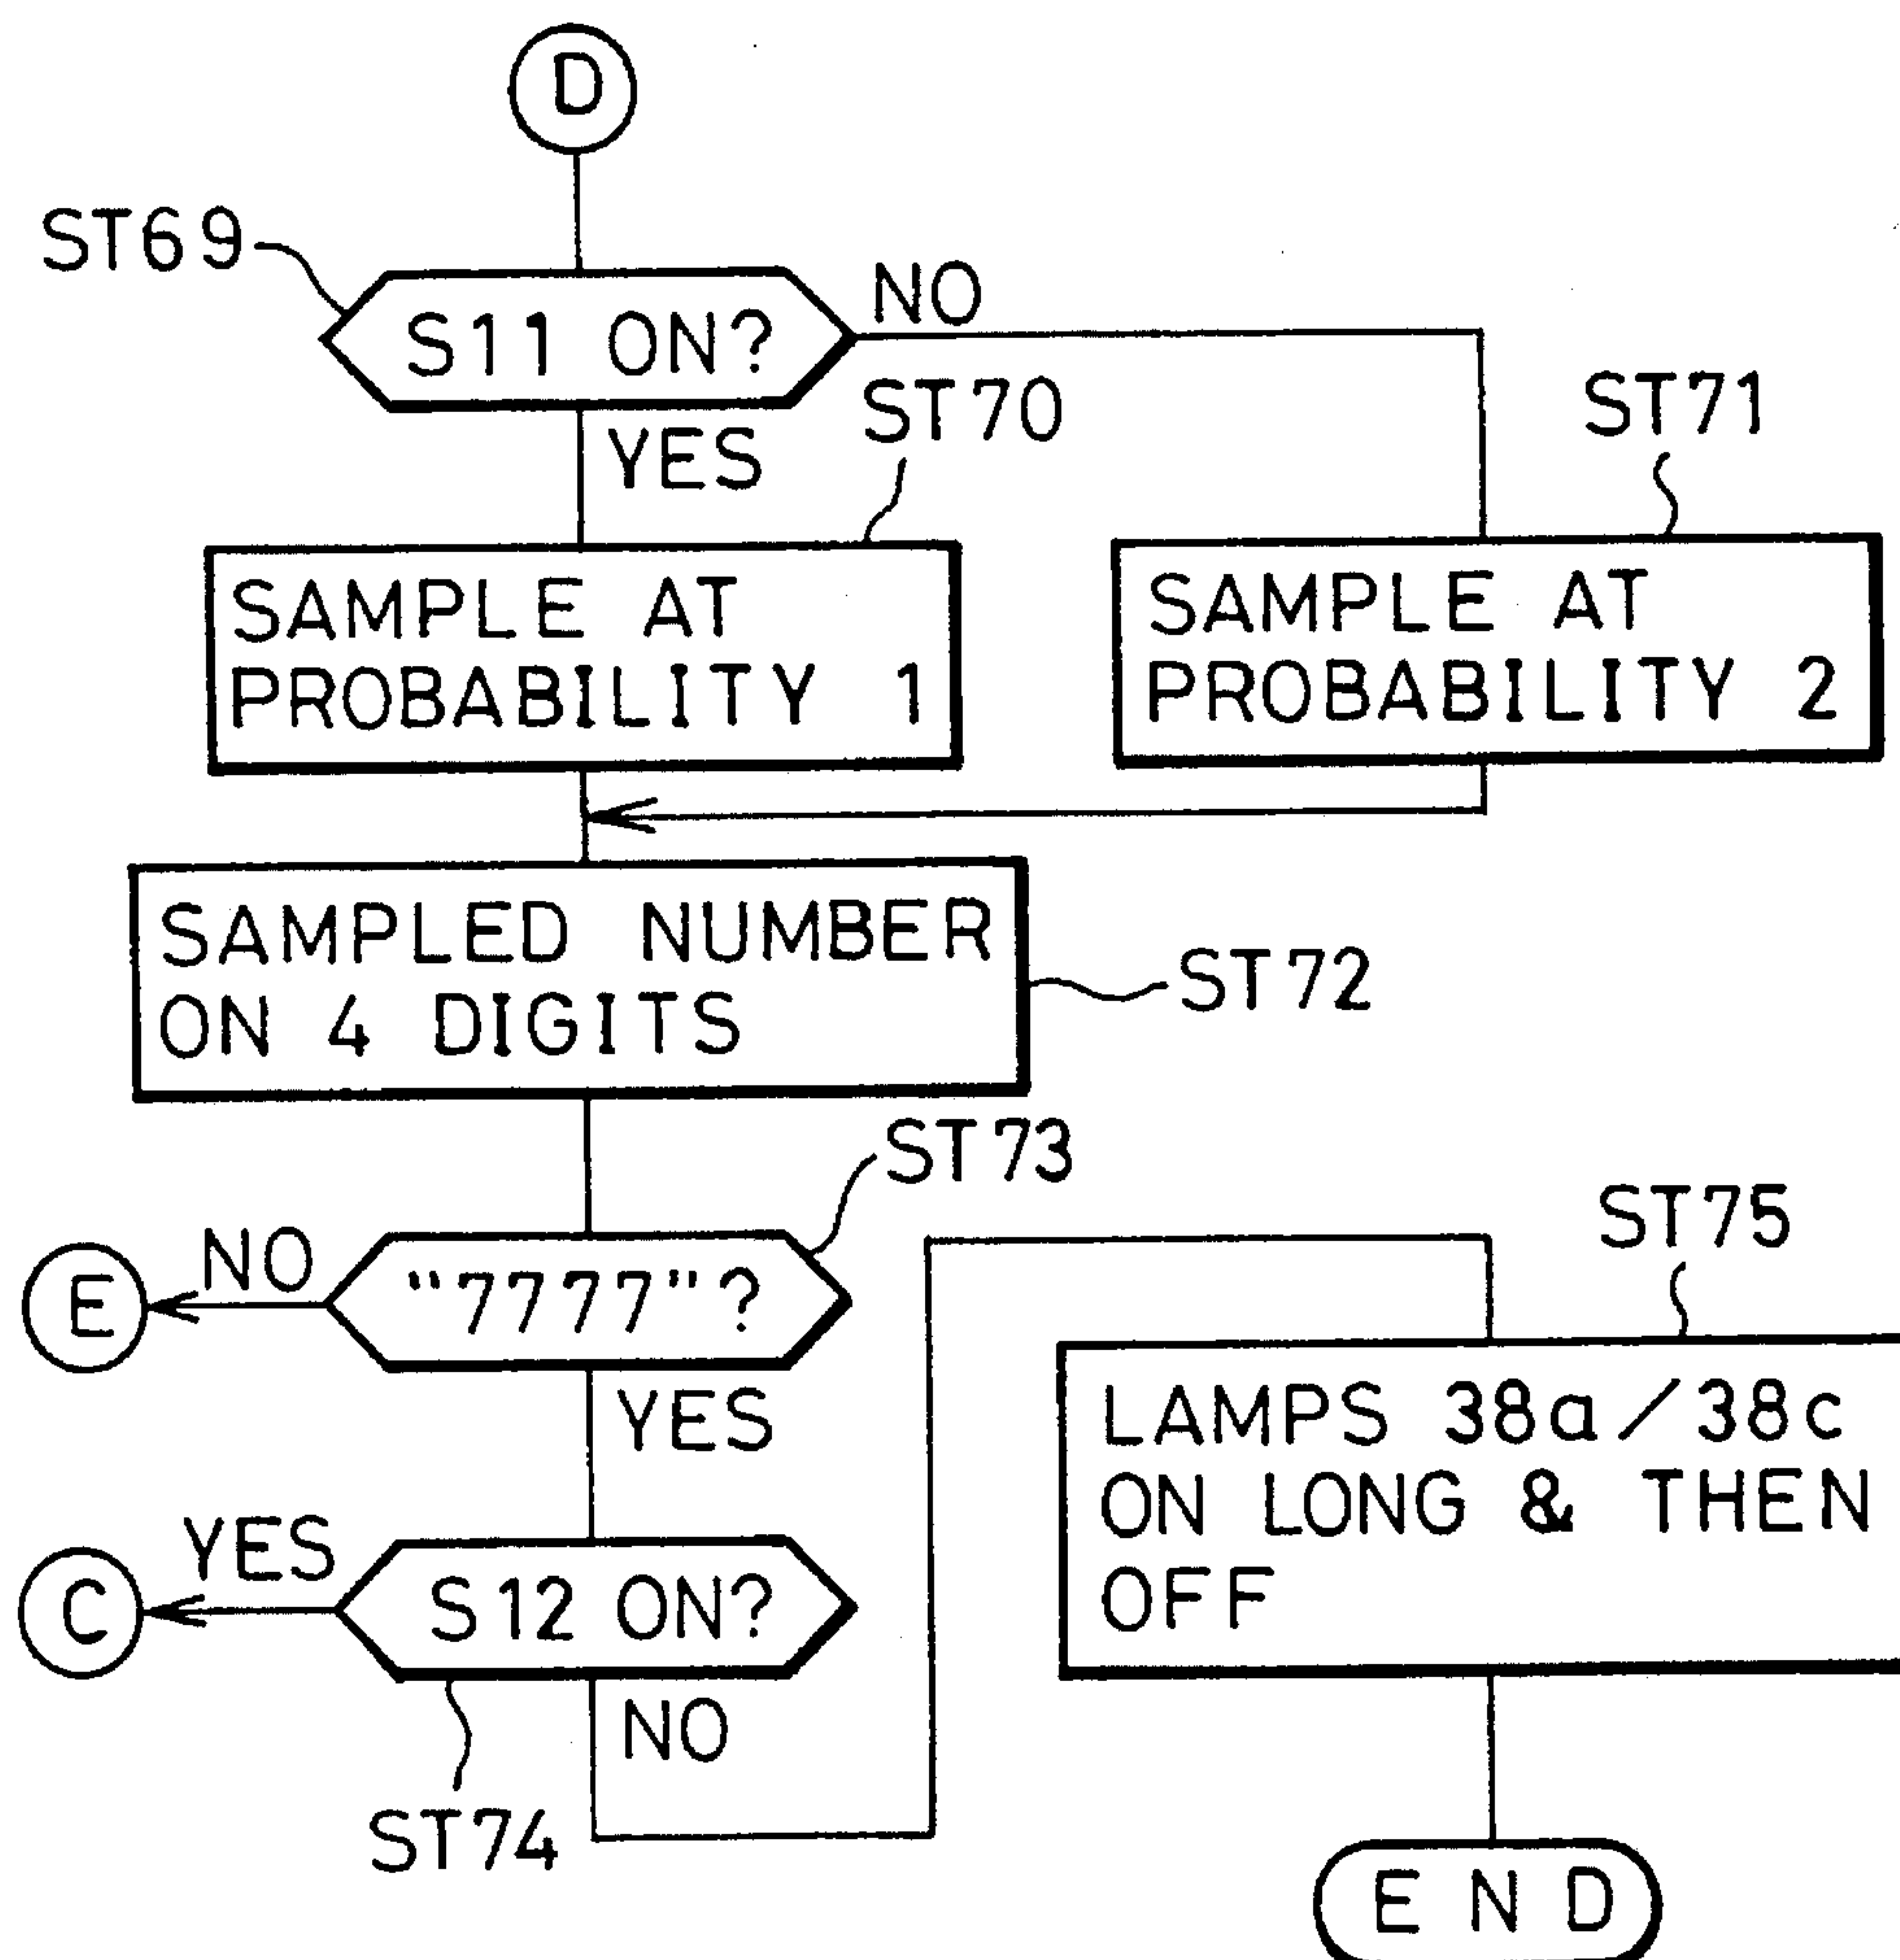 D
ST69
S11 ON?
NO
YES
ST70
ST71
SAMPLE AT
PROBABILITY 1
SAMPLE AT
PROBABILITY 2
SAMPLED NUMBER
ON 4 DIGITS
ST72
ST73
"7777"?
NO
E
YES
S12 ON?
YES
C
NO
ST74
ST75
LAMPS 38a/38c
ON LONG & THEN
OFF
END